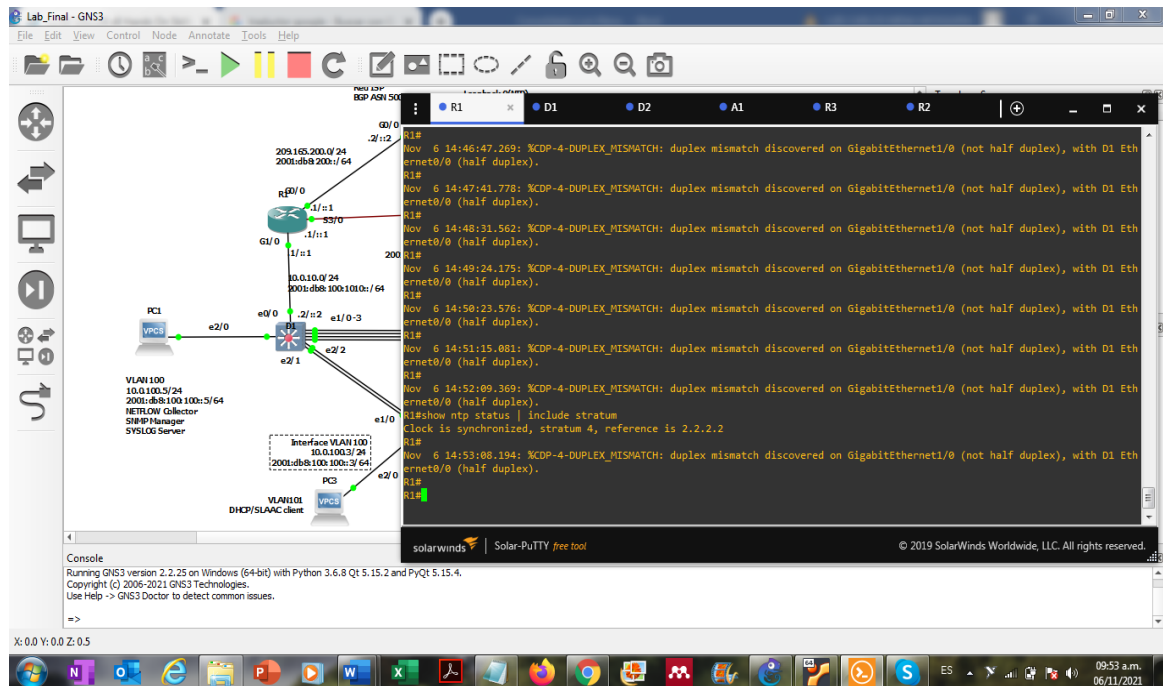 Lab_Final - GNS3
File Edit View Control Node Annotate Tools Help
BGP ASN 500
G0/0
.2/::2
209.165.200.0/24
2001:db8:200::/64
R1
G0/0
.1/::1
S3/0
.1/::1
G1/0
.1/::1
200
10.0.10.0/24
2001:db8:100:1010::/64
PC1
e0/0
.2/::2
e1/0-3
VPCS
e2/0
D1
e2/2
e2/1
VLAN 100
10.0.100.5/24
2001:db8:100:100::5/64
NETFLOW Collector
SNMP Manager
SYSLOG Server
e1/0
Interface VLAN 100
10.0.100.3/24
2001:db8:100:100::3/64
PC3
e2/0
VLAN101
DHCP/SLAAC client
VPCS
R1
D1
D2
A1
R3
R2
R1#
Nov  6 14:46:47.269: %CDP-4-DUPLEX_MISMATCH: duplex mismatch discovered on GigabitEthernet1/0 (not half duplex), with D1 Eth
ernet0/0 (half duplex).
R1#
Nov  6 14:47:41.778: %CDP-4-DUPLEX_MISMATCH: duplex mismatch discovered on GigabitEthernet1/0 (not half duplex), with D1 Eth
ernet0/0 (half duplex).
R1#
Nov  6 14:48:31.562: %CDP-4-DUPLEX_MISMATCH: duplex mismatch discovered on GigabitEthernet1/0 (not half duplex), with D1 Eth
ernet0/0 (half duplex).
R1#
Nov  6 14:49:24.175: %CDP-4-DUPLEX_MISMATCH: duplex mismatch discovered on GigabitEthernet1/0 (not half duplex), with D1 Eth
ernet0/0 (half duplex).
R1#
Nov  6 14:50:23.576: %CDP-4-DUPLEX_MISMATCH: duplex mismatch discovered on GigabitEthernet1/0 (not half duplex), with D1 Eth
ernet0/0 (half duplex).
R1#
Nov  6 14:51:15.081: %CDP-4-DUPLEX_MISMATCH: duplex mismatch discovered on GigabitEthernet1/0 (not half duplex), with D1 Eth
ernet0/0 (half duplex).
R1#
Nov  6 14:52:09.369: %CDP-4-DUPLEX_MISMATCH: duplex mismatch discovered on GigabitEthernet1/0 (not half duplex), with D1 Eth
ernet0/0 (half duplex).
R1#show ntp status | include stratum
Clock is synchronized, stratum 4, reference is 2.2.2.2
R1#
Nov  6 14:53:08.194: %CDP-4-DUPLEX_MISMATCH: duplex mismatch discovered on GigabitEthernet1/0 (not half duplex), with D1 Eth
ernet0/0 (half duplex).
R1#
R1#
solarwinds | Solar-PuTTY free tool
© 2019 SolarWinds Worldwide, LLC. All rights reserved.
Console
Running GNS3 version 2.2.25 on Windows (64-bit) with Python 3.6.8 Qt 5.15.2 and PyQt 5.15.4.
Copyright (c) 2006-2021 GNS3 Technologies.
Use Help -> GNS3 Doctor to detect common issues.
=>
X: 0.0 Y: 0.0 Z: 0.5
ES
09:53 a.m.
06/11/2021